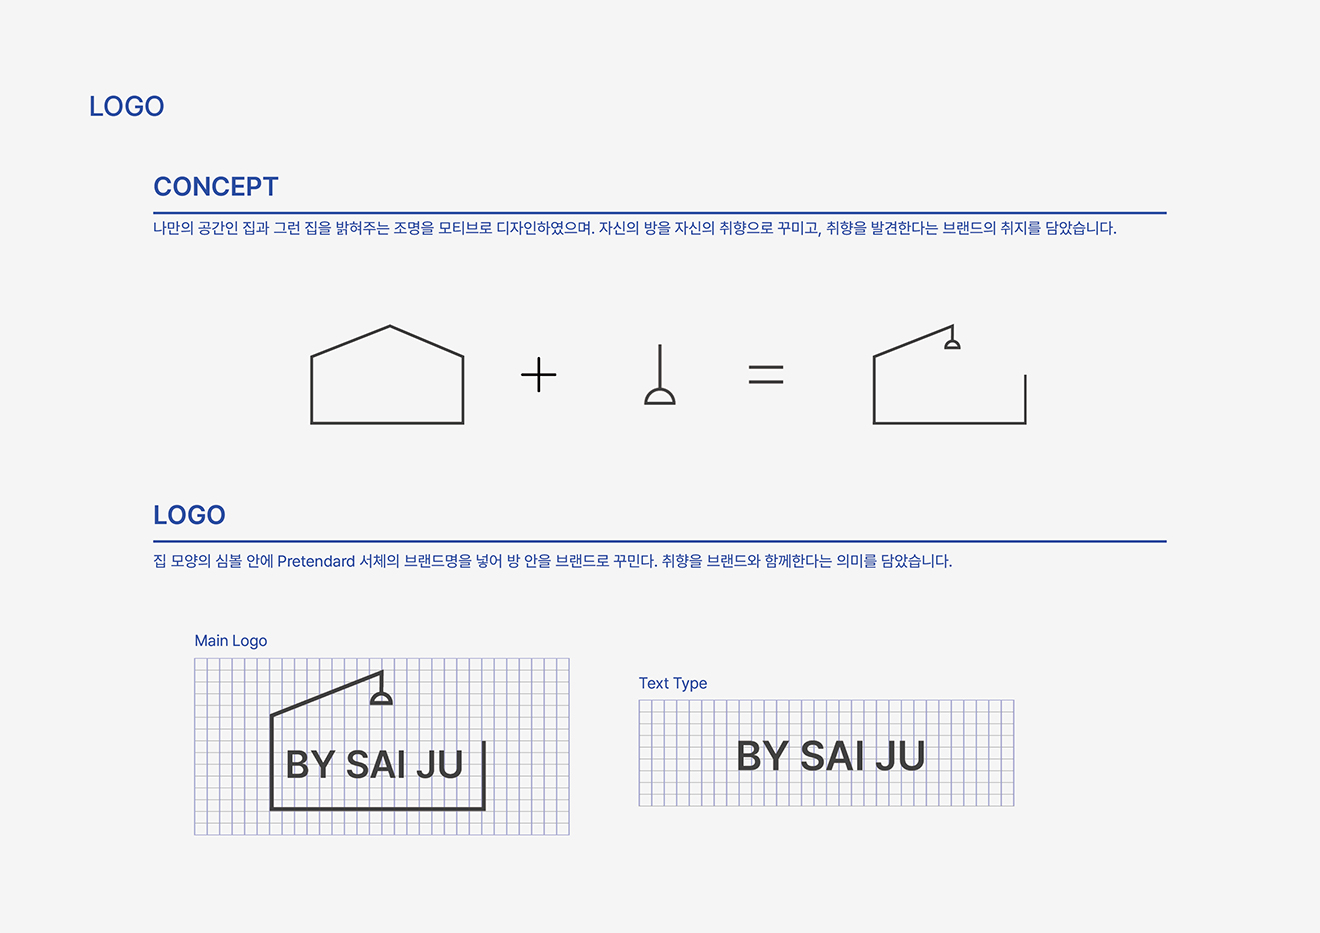 LOGO
CONCEPT
나만의 공간인 집과 그런 집을 밝혀주는 조명을 모티브로 디자인하였으며. 자신의 방을 자신의 취향으로 꾸미고, 취향을 발견한다는 브랜드의 취지를 담았습니다.
LOGO
집 모양의 심볼 안에 Pretendard 서체의 브랜드명을 넣어 방 안을 브랜드로 꾸민다. 취향을 브랜드와 함께한다는 의미를 담았습니다.
Main Logo
BY SAI JU
Text Type
BY SAI JU